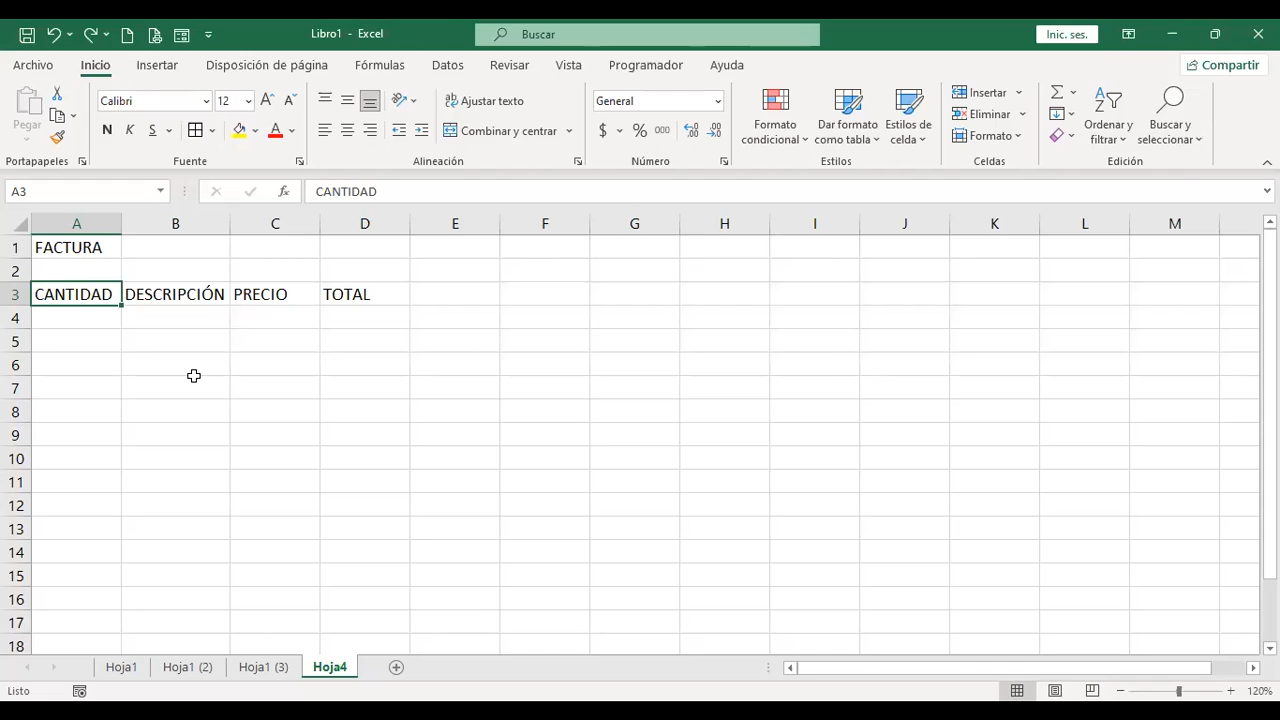 Libro1 - Excel
Buscar
Inic. ses.
Archivo Inicio Insertar Disposición de página Fórmulas Datos Revisar Vista Programador Ayuda
Compartir
Pegar
Calibri 12
N K S
Ajustar texto
Combinar y centrar
General
$ % 000
Formato condicional
Dar formato como tabla
Estilos de celda
Insertar
Eliminar
Formato
Ordenar y filtrar
Buscar y seleccionar
Portapapeles Fuente Alineación Número Estilos Celdas Edición
A3 fx CANTIDAD
A B C D E F G H I J K L M
1 FACTURA
2
3 CANTIDAD DESCRIPCIÓN PRECIO TOTAL
4
5
6
7
8
9
10
11
12
13
14
15
16
17
18
Hoja1 Hoja1 (2) Hoja1 (3) Hoja4
Listo 120%